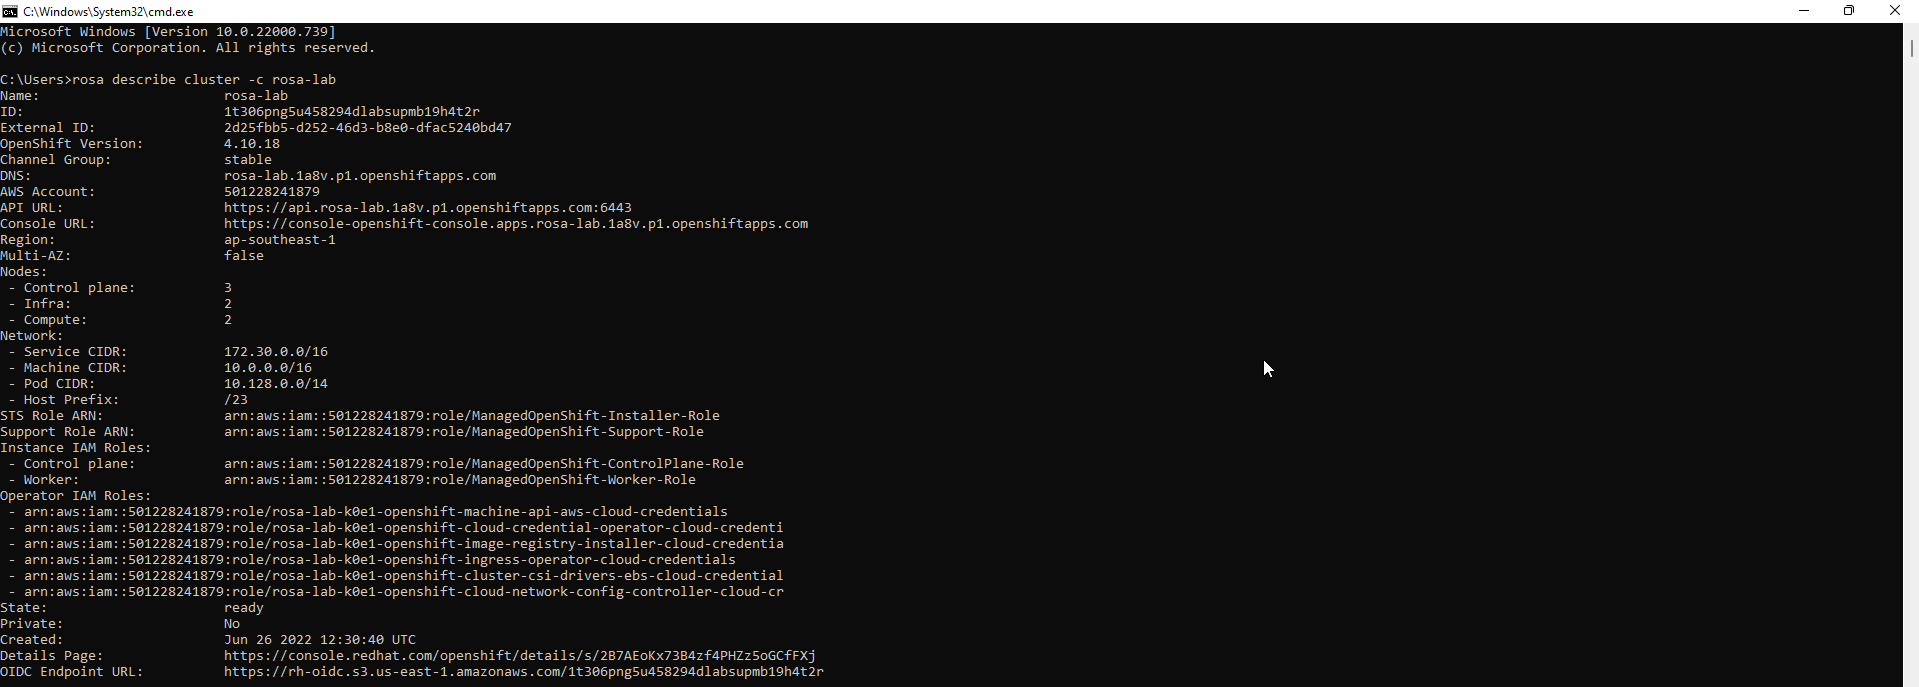 C:\Windows\System32\cmd.exe
Microsoft Windows [Version 10.0.22000.739]
(c) Microsoft Corporation. All rights reserved.
C:\Users>rosa describe cluster -c rosa-lab
Name: rosa-lab
ID: 1t306png5u458294dlabsupmb19h4t2r
External ID: 2d25fbb5-d252-46d3-b8e0-dfac5240bd47
OpenShift Version: 4.10.18
Channel Group: stable
DNS: rosa-lab.1a8v.p1.openshiftapps.com
AWS Account: 501228241879
API URL: https://api.rosa-lab.1a8v.p1.openshiftapps.com:6443
Console URL: https://console-openshift-console.apps.rosa-lab.1a8v.p1.openshiftapps.com
Region: ap-southeast-1
Multi-AZ: false
Nodes:
- Control plane: 3
- Infra: 2
- Compute: 2
Network:
- Service CIDR: 172.30.0.0/16
- Machine CIDR: 10.0.0.0/16
- Pod CIDR: 10.128.0.0/14
- Host Prefix: /23
STS Role ARN: arn:aws:iam::501228241879:role/ManagedOpenShift-Installer-Role
Support Role ARN: arn:aws:iam::501228241879:role/ManagedOpenShift-Support-Role
Instance IAM Roles:
- Control plane: arn:aws:iam::501228241879:role/ManagedOpenShift-ControlPlane-Role
- Worker: arn:aws:iam::501228241879:role/ManagedOpenShift-Worker-Role
Operator IAM Roles:
- arn:aws:iam::501228241879:role/rosa-lab-k0e1-openshift-machine-api-aws-cloud-credentials
- arn:aws:iam::501228241879:role/rosa-lab-k0e1-openshift-cloud-credential-operator-cloud-credenti
- arn:aws:iam::501228241879:role/rosa-lab-k0e1-openshift-image-registry-installer-cloud-credentia
- arn:aws:iam::501228241879:role/rosa-lab-k0e1-openshift-ingress-operator-cloud-credentials
- arn:aws:iam::501228241879:role/rosa-lab-k0e1-openshift-cluster-csi-drivers-ebs-cloud-credential
- arn:aws:iam::501228241879:role/rosa-lab-k0e1-openshift-cloud-network-config-controller-cloud-cr
State: ready
Private: No
Created: Jun 26 2022 12:30:40 UTC
Details Page: https://console.redhat.com/openshift/details/s/2B7AEoKx73B4zf4PHZz5oGCfFXj
OIDC Endpoint URL: https://rh-oidc.s3.us-east-1.amazonaws.com/1t306png5u458294dlabsupmb19h4t2r